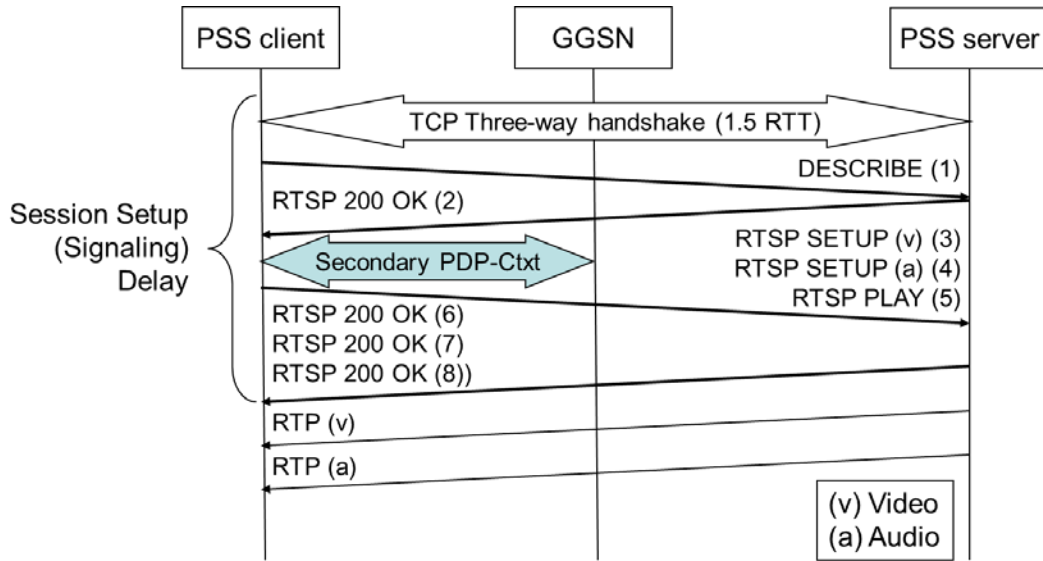 PSS client
GGSN
PSS server
TCP Three-way handshake (1.5 RTT)
DESCRIBE (1)
RTSP 200 OK (2)
Session Setup
(Signaling)
Delay
Secondary PDP-Ctxt
RTSP SETUP (v) (3)
RTSP SETUP (a) (4)
RTSP PLAY (5)
RTSP 200 OK (6)
RTSP 200 OK (7)
RTSP 200 OK (8))
RTP (v)
RTP (a)
(v) Video
(a) Audio